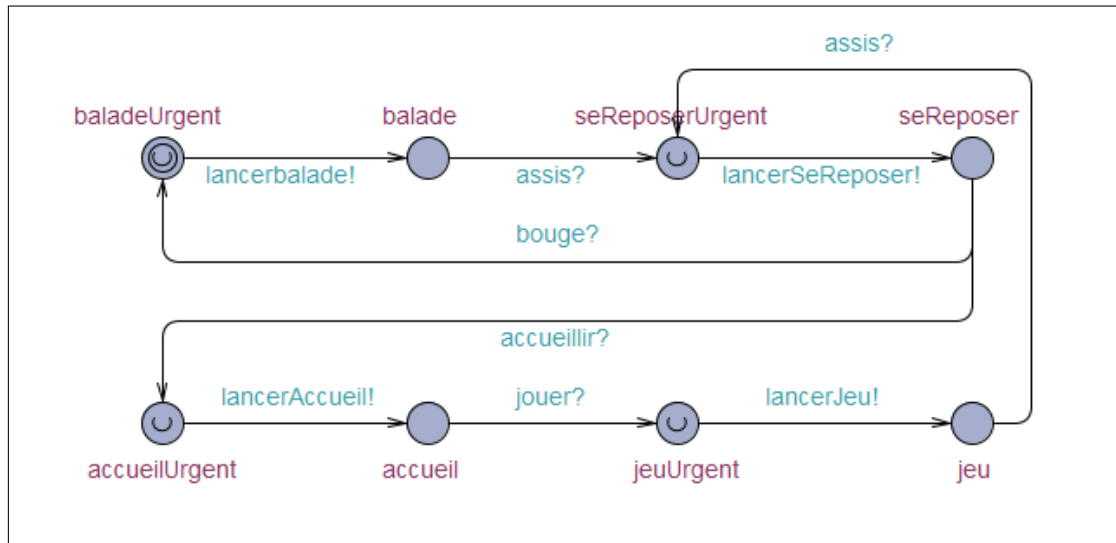 assis?
baladeUrgent
balade
seReposerUrgent
seReposer
lancerbalade!
assis?
lancerSeReposer!
bouge?
accueillir?
lancerAccueil!
jouer?
lancerJeu!
accueilUrgent
accueil
jeuUrgent
jeu